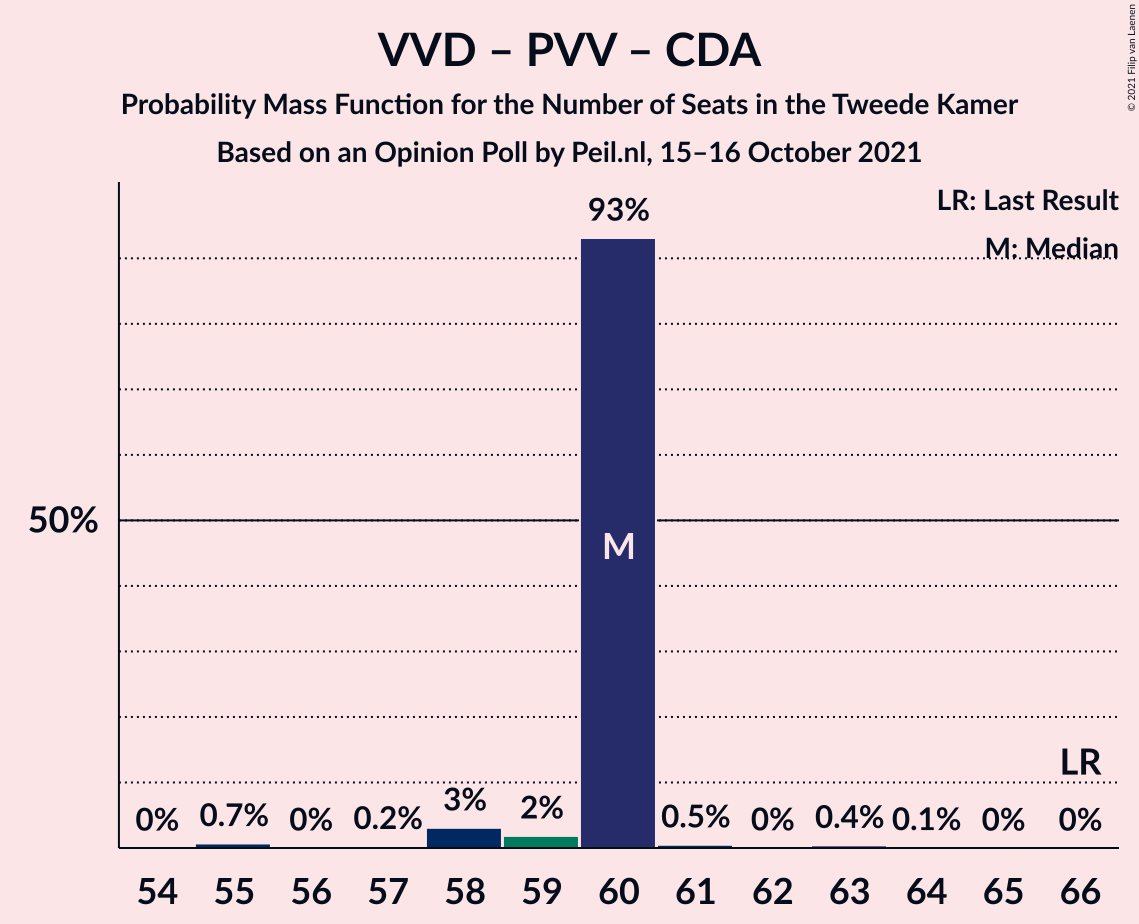 VVD – PVV – CDA
Probability Mass Function for the Number of Seats in the Tweede Kamer
Based on an Opinion Poll by Peil.nl, 15–16 October 2021
© 2021 Filip van Laenen
LR: Last Result
M: Median
93%
50%
M
LR
0% 0.7% 0% 0.2% 3% 2% 0.5% 0% 0.4% 0.1% 0% 0%
54 55 56 57 58 59 60 61 62 63 64 65 66